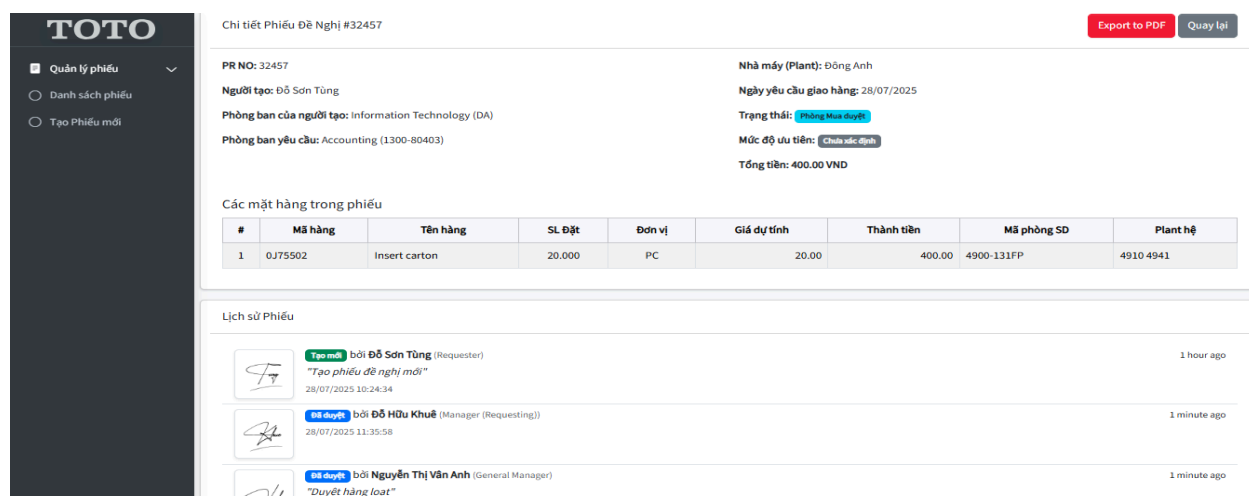 TOTO
Quản lý phiếu
Danh sách phiếu
Tạo Phiếu mới
Chi tiết Phiếu Đề Nghị #32457
Export to PDF
Quay lại
PR NO: 32457
Người tạo: Đỗ Sơn Tùng
Phòng ban của người tạo: Information Technology (DA)
Phòng ban yêu cầu: Accounting (1300-80403)
Nhà máy (Plant): Đông Anh
Ngày yêu cầu giao hàng: 28/07/2025
Trạng thái: Phòng Mua duyệt
Mức độ ưu tiên: Chưa xác định
Tổng tiền: 400.00 VND
Các mặt hàng trong phiếu
# Mã hàng Tên hàng SL Đặt Đơn vị Giá dự tính Thành tiền Mã phòng SD Plant hệ
1 0J75502 Insert carton 20.000 PC 20.00 400.00 4900-131FP 4910 4941
Lịch sử Phiếu
Tạo mới bởi Đỗ Sơn Tùng (Requester) 1 hour ago
"Tạo phiếu đề nghị mới"
28/07/2025 10:24:34
Đã duyệt bởi Đỗ Hữu Khuê (Manager (Requesting)) 1 minute ago
28/07/2025 11:35:58
Đã duyệt bởi Nguyễn Thị Vân Anh (General Manager) 1 minute ago
"Duyệt hàng loạt"